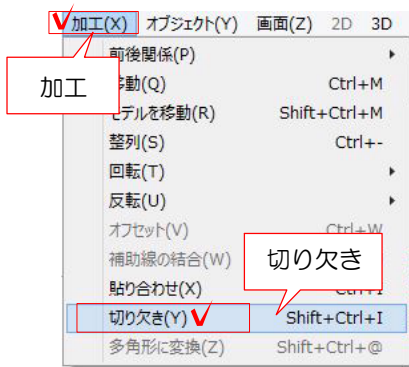 加工(X) オブジェクト(Y) 画面(Z) 2D 3D
前後関係(P)
加工
移動(Q) Ctrl+M
モデルを移動(R) Shift+Ctrl+M
整列(S) Ctrl+-
回転(T)
反転(U)
オフセット(V) Ctrl+W
補助線の結合(W)
切り欠き
貼り合わせ(X) Ctrl+I
切り欠き(Y) Shift+Ctrl+I
多角形に変換(Z) Shift+Ctrl+@